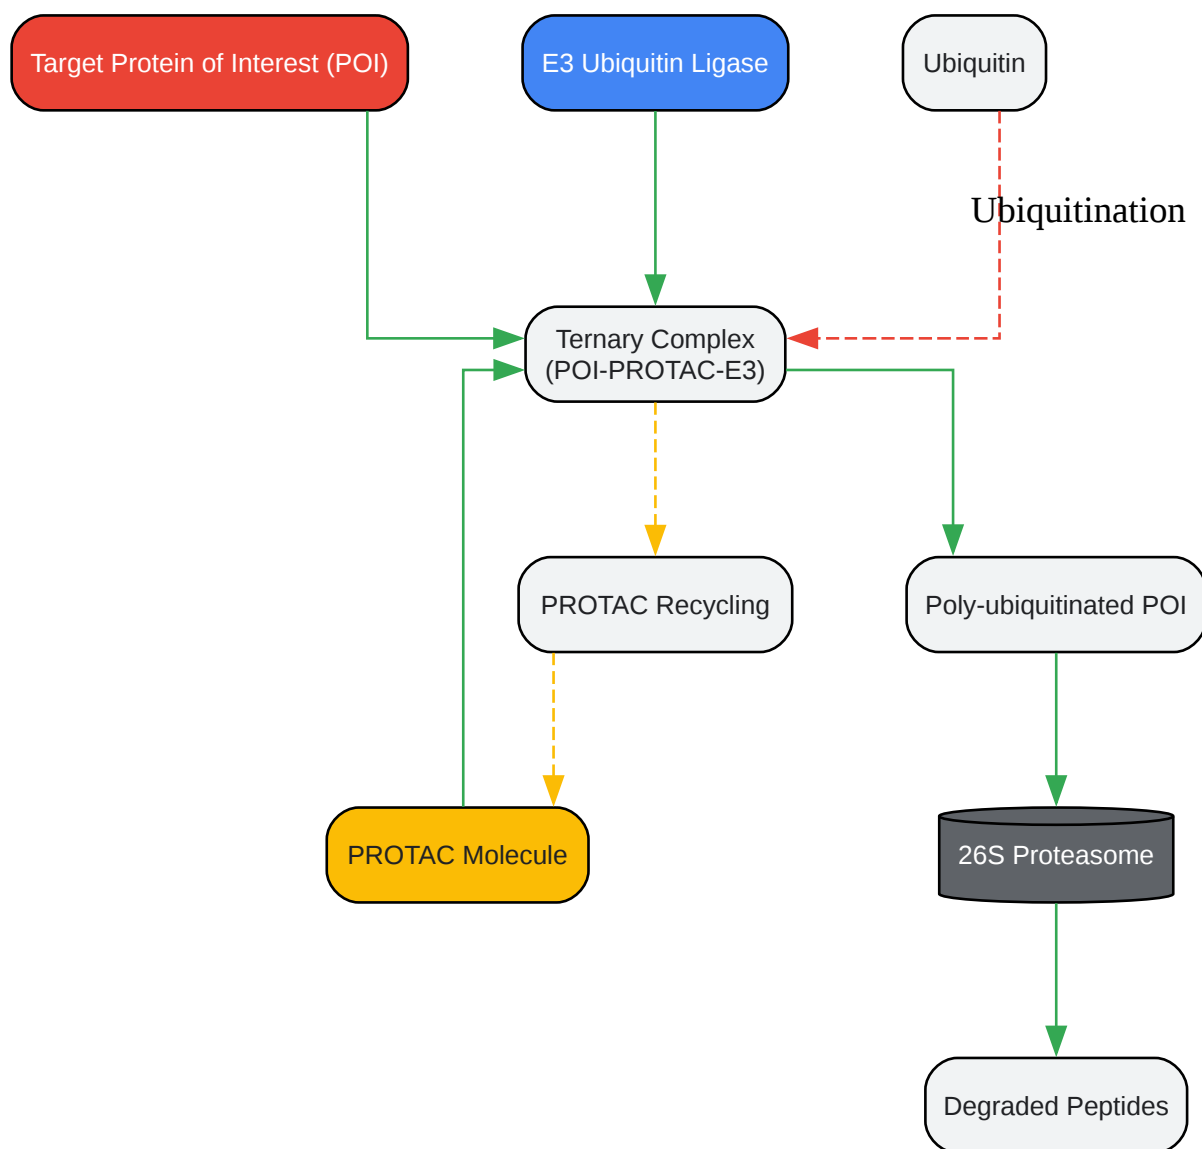 Target Protein of Interest (POI)
E3 Ubiquitin Ligase
Ubiquitin
Ubiquitination
Ternary Complex
(POI-PROTAC-E3)
PROTAC Recycling
Poly-ubiquitinated POI
PROTAC Molecule
26S Proteasome
Degraded Peptides